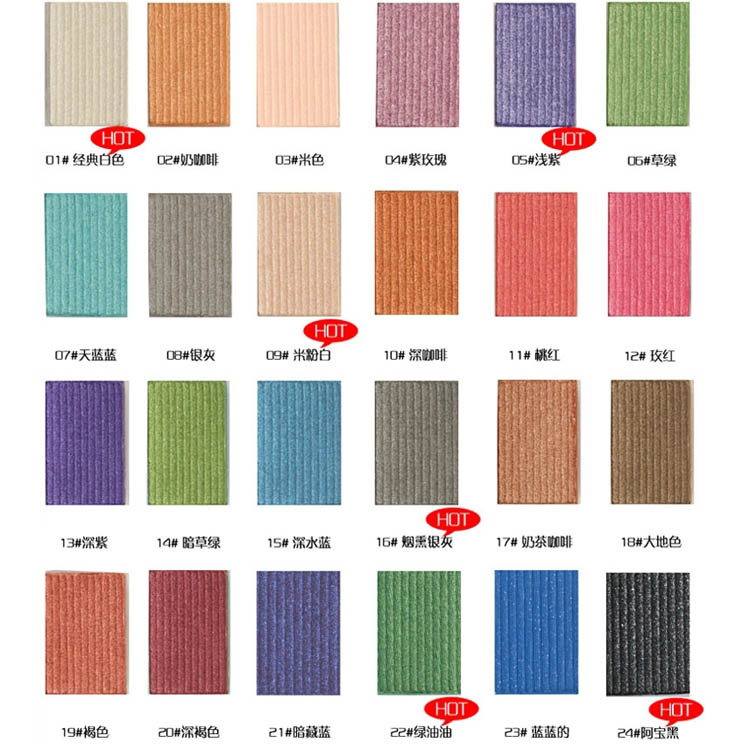 HOT
HOT
01# 经典白色
02#奶咖啡
03#米色
04#紫玫瑰
05#浅紫
06#草绿
HOT
07#天蓝蓝
08#银灰
09# 米粉白
10# 深咖啡
11# 桃红
12# 玫红
HOT
13#深紫
14# 暗草绿
15# 深水蓝
16# 烟熏银灰
17# 奶茶咖啡
18#大地色
HOT
HOT
19#褐色
20#深褐色
21#暗藏蓝
22#绿油油
23# 蓝蓝的
24#阿宝黑